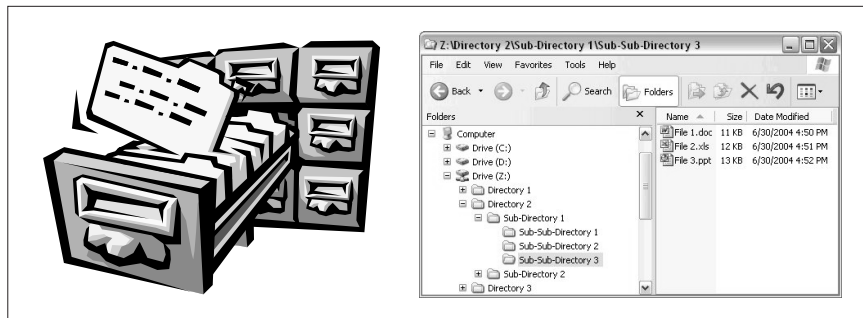 Z:\Directory 2\Sub-Directory 1\Sub-Sub-Directory 3
File Edit View Favorites Tools Help
Back Search Folders
Folders
Computer
Drive (C:)
Drive (D:)
Drive (Z:)
Directory 1
Directory 2
Sub-Directory 1
Sub-Sub-Directory 1
Sub-Sub-Directory 2
Sub-Sub-Directory 3
Sub-Directory 2
Directory 3
Name Size Date Modified
File 1.doc 11 KB 6/30/2004 4:50 PM
File 2.xls 12 KB 6/30/2004 4:51 PM
File 3.ppt 13 KB 6/30/2004 4:52 PM